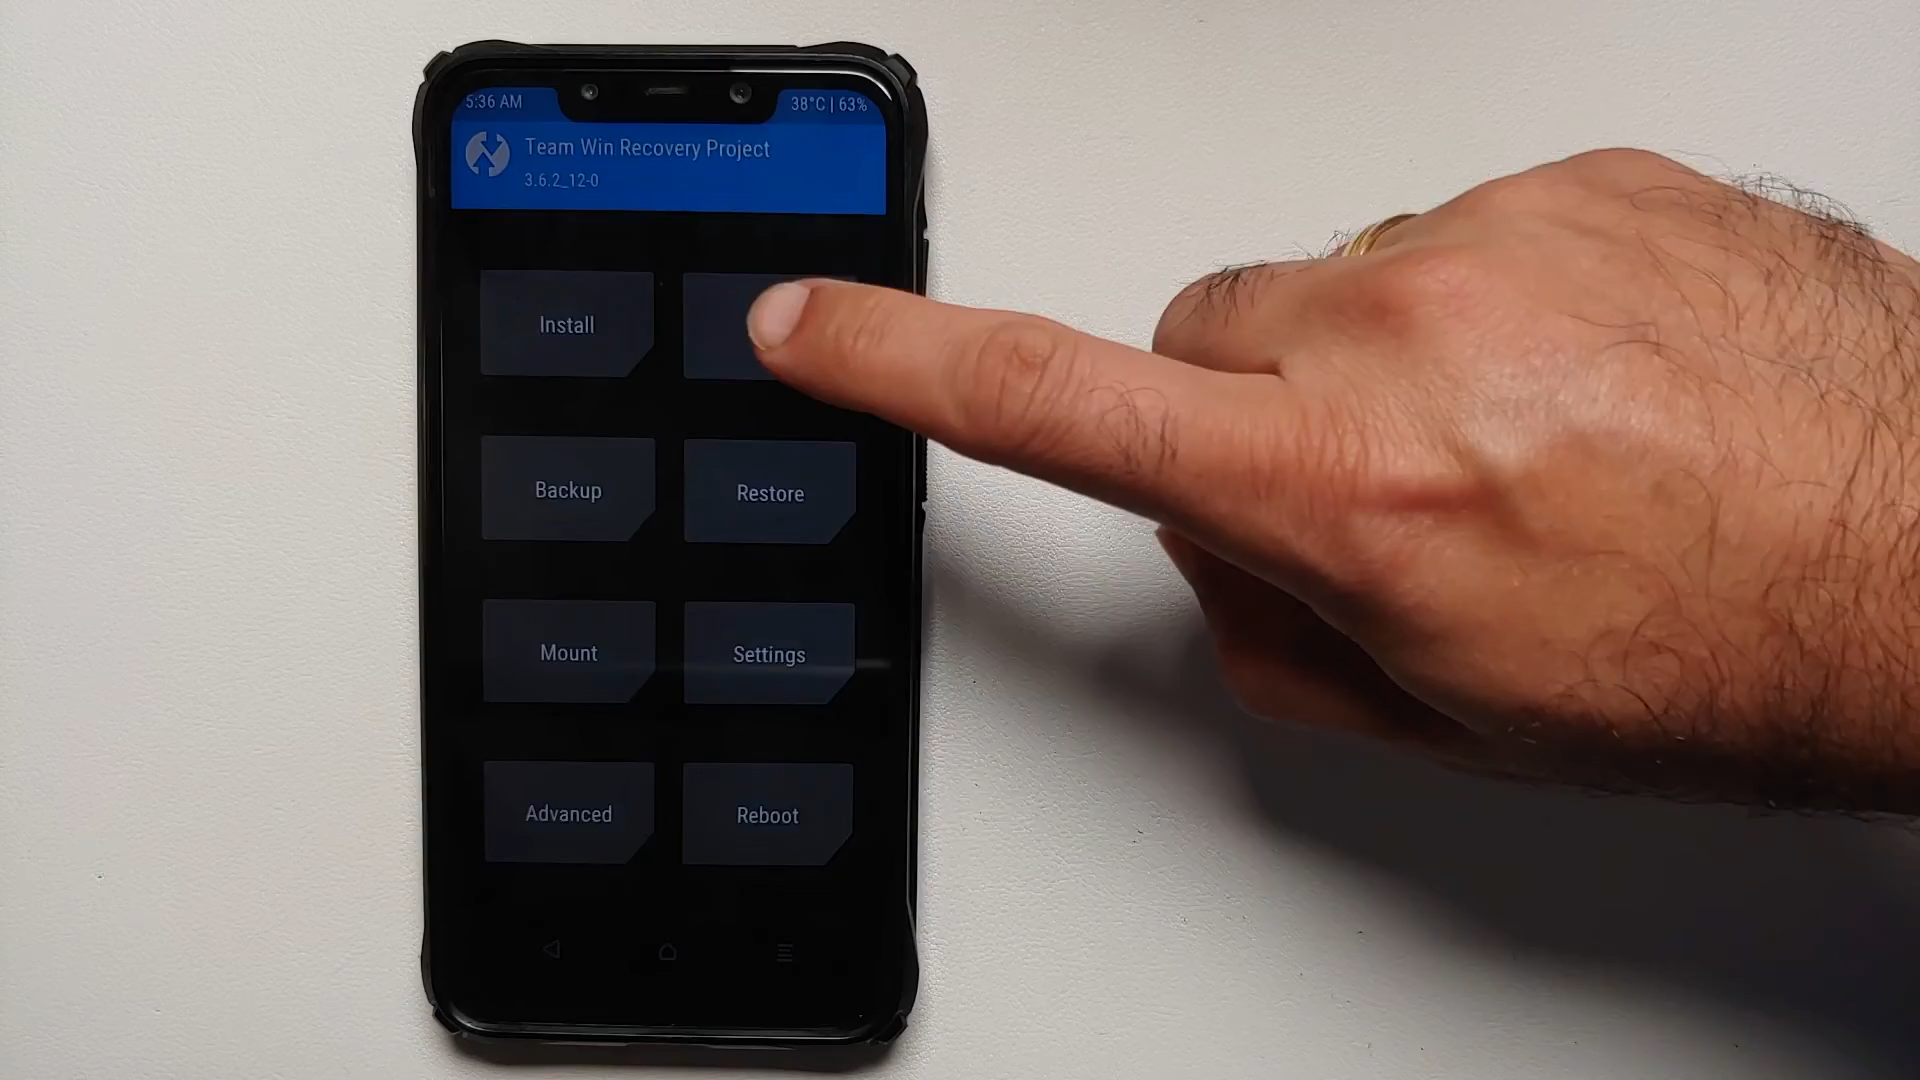 5:36 AM
38°C | 63%
Team Win Recovery Project
3.6.2_12-0
Install
Backup
Restore
Mount
Settings
Advanced
Reboot